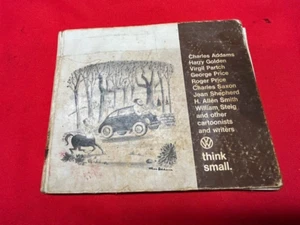 Charles Addams
Harry Golden
Virgil Partch
George Price
Roger Price
Charles Saxon
Jean Shepherd
H. Allen Smith
William Steig
and other
cartoonists
and writers
think
small.